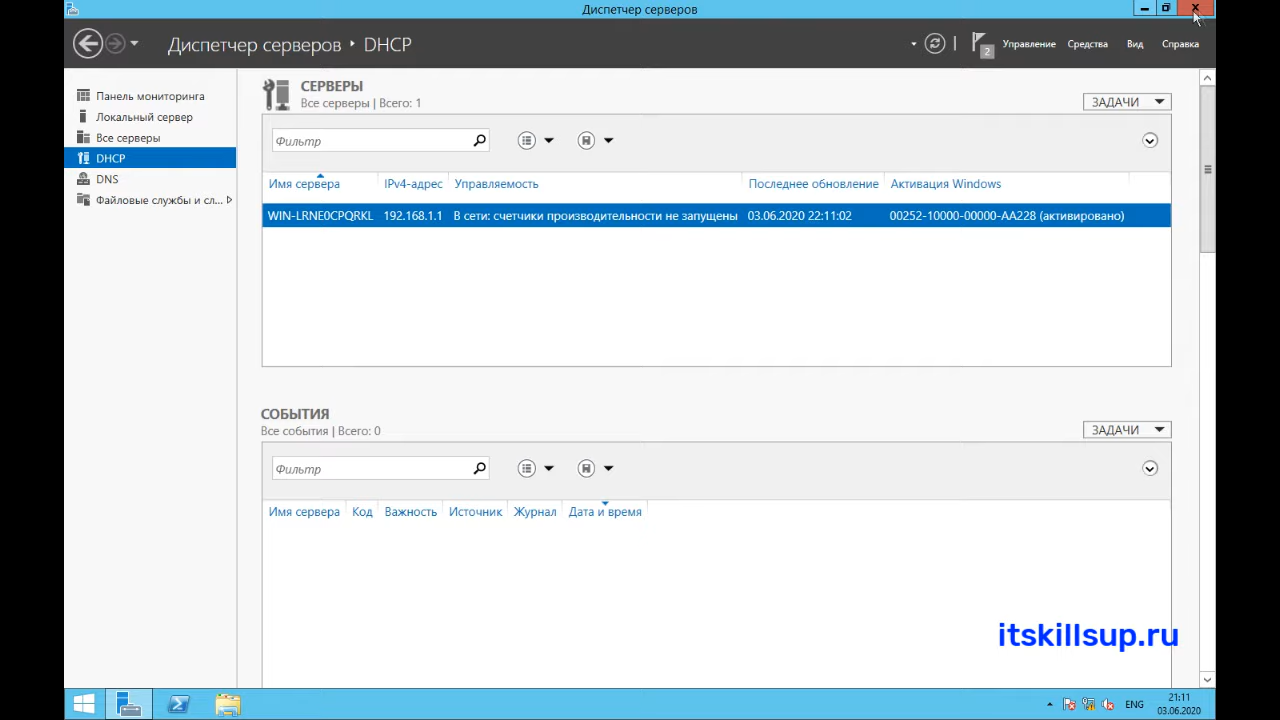 Диспетчер серверов
Диспетчер серверов ‣ DHCP
2
Управление Средства Вид Справка
Панель мониторинга
Локальный сервер
Все серверы
DHCP
DNS
Файловые службы и сл...
СЕРВЕРЫ
Все серверы | Всего: 1
ЗАДАЧИ
Фильтр
Имя сервера IPv4-адрес Управляемость Последнее обновление Активация Windows
WIN-LRNE0CPQRKL 192.168.1.1 В сети: счетчики производительности не запущены 03.06.2020 22:11:02 00252-10000-00000-AA228 (активировано)
СОБЫТИЯ
Все события | Всего: 0
ЗАДАЧИ
Фильтр
Имя сервера Код Важность Источник Журнал Дата и время
itskillsup.ru
ENG
21:11
03.06.2020